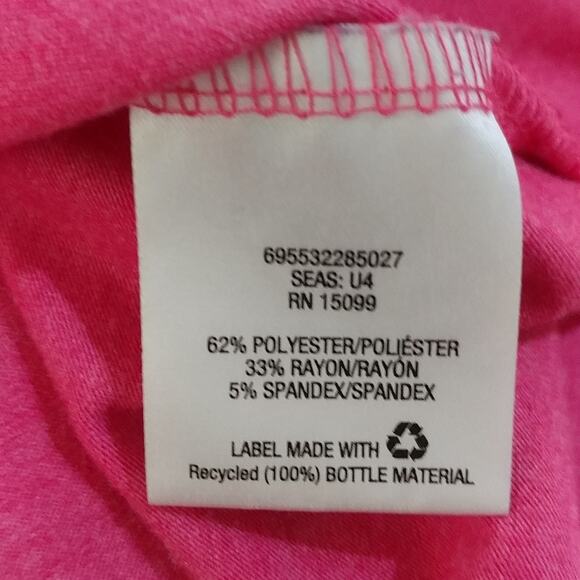 695532285027
SEAS: U4
RN 15099
62% POLYESTER/POLIÉSTER
33% RAYON/RAYÓN
5% SPANDEX/SPANDEX
LABEL MADE WITH
Recycled (100%) BOTTLE MATERIAL